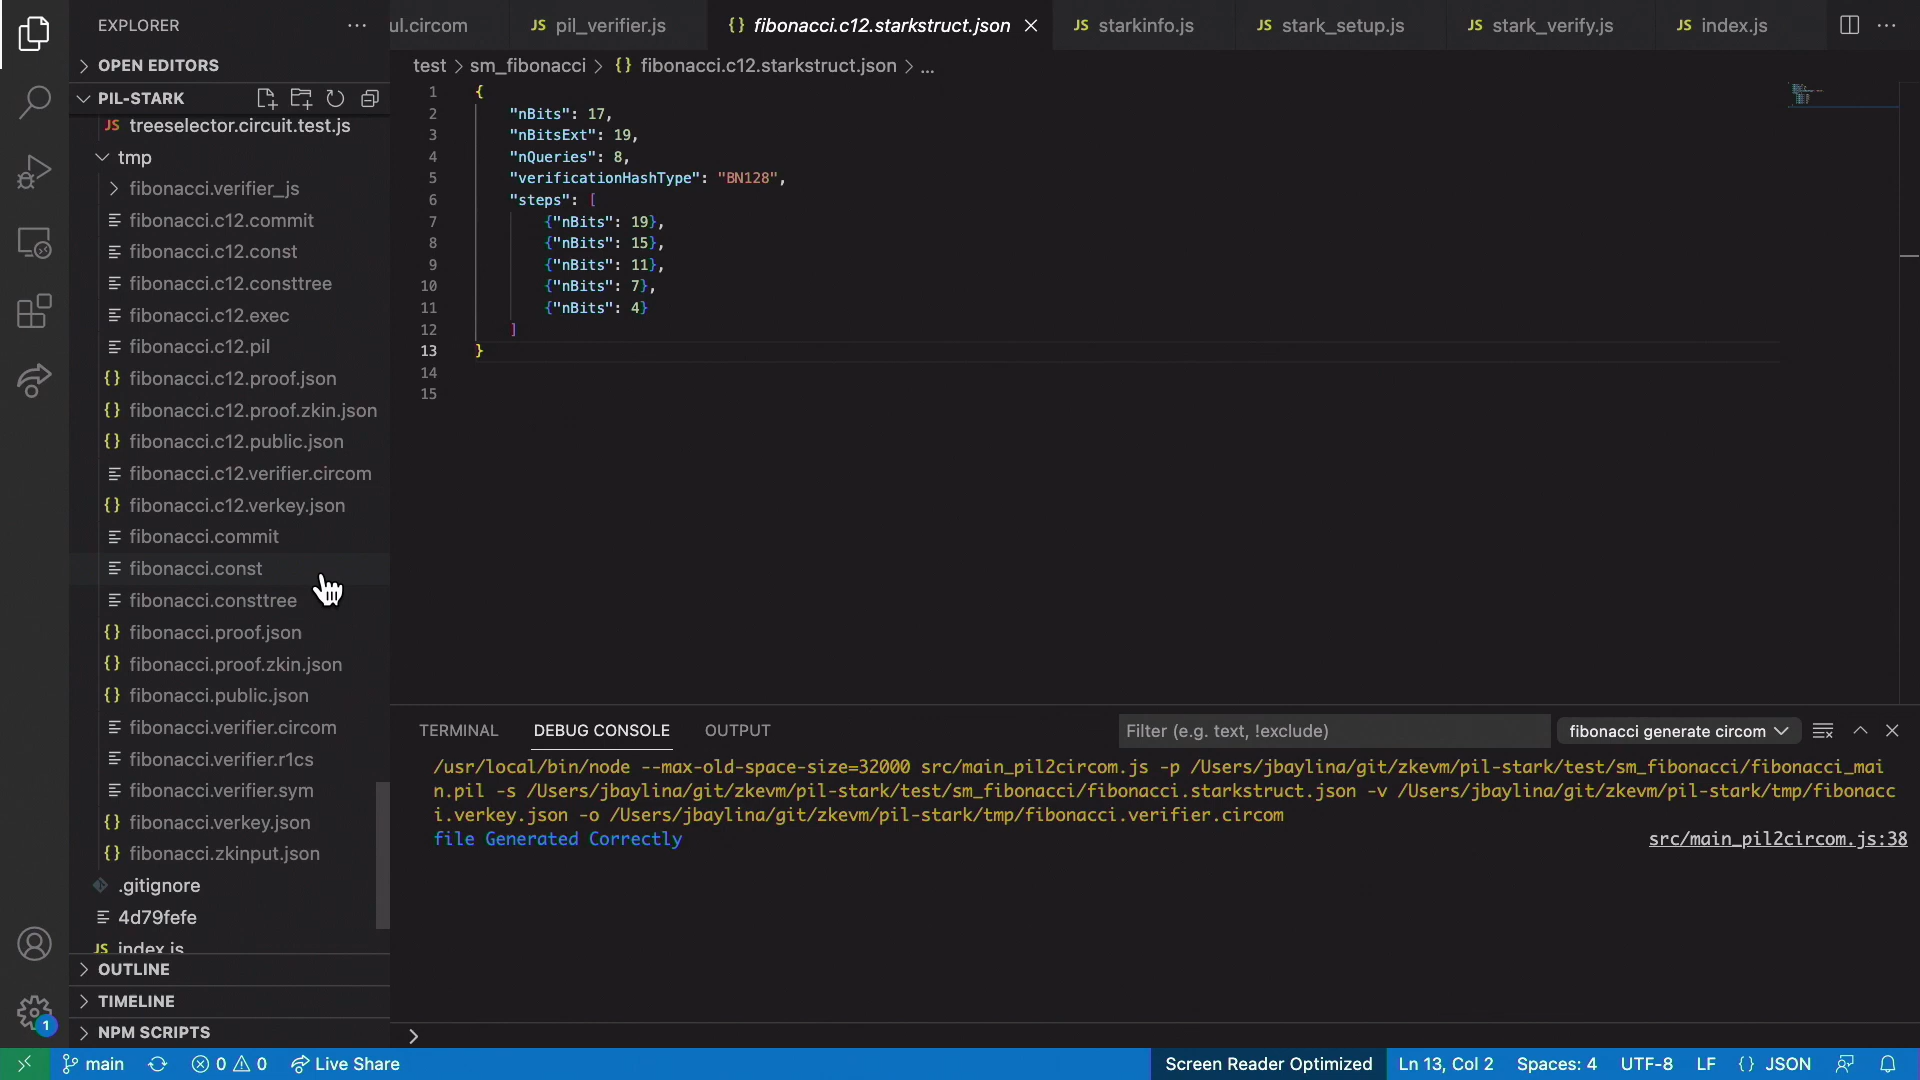 EXPLORER
ul.circom
JS pil_verifier.js
{} fibonacci.c12.starkstruct.json
JS starkinfo.js
JS stark_setup.js
JS stark_verify.js
JS index.js
OPEN EDITORS
PIL-STARK
treeselector.circuit.test.js
tmp
fibonacci.verifier_js
fibonacci.c12.commit
fibonacci.c12.const
fibonacci.c12.consttree
fibonacci.c12.exec
fibonacci.c12.pil
{} fibonacci.c12.proof.json
{} fibonacci.c12.proof.zkin.json
{} fibonacci.c12.public.json
fibonacci.c12.verifier.circom
{} fibonacci.c12.verkey.json
fibonacci.commit
fibonacci.const
fibonacci.consttree
{} fibonacci.proof.json
{} fibonacci.proof.zkin.json
{} fibonacci.public.json
fibonacci.verifier.circom
fibonacci.verifier.r1cs
fibonacci.verifier.sym
{} fibonacci.verkey.json
{} fibonacci.zkinput.json
.gitignore
4d79fefe
JS index.js
OUTLINE
TIMELINE
NPM SCRIPTS
1
test > sm_fibonacci > {} fibonacci.c12.starkstruct.json > ...
1 {
2 "nBits": 17,
3 "nBitsExt": 19,
4 "nQueries": 8,
5 "verificationHashType": "BN128",
6 "steps": [
7 {"nBits": 19},
8 {"nBits": 15},
9 {"nBits": 11},
10 {"nBits": 7},
11 {"nBits": 4}
12 ]
13 }
14
15
TERMINAL
DEBUG CONSOLE
OUTPUT
Filter (e.g. text, !exclude)
fibonacci generate circom
/usr/local/bin/node --max-old-space-size=32000 src/main_pil2circom.js -p /Users/jbaylina/git/zkevm/pil-stark/test/sm_fibonacci/fibonacci_mai
n.pil -s /Users/jbaylina/git/zkevm/pil-stark/test/sm_fibonacci/fibonacci.starkstruct.json -v /Users/jbaylina/git/zkevm/pil-stark/tmp/fibonacc
i.verkey.json -o /Users/jbaylina/git/zkevm/pil-stark/tmp/fibonacci.verifier.circom
file Generated Correctly
src/main_pil2circom.js:38
main
0 0
Live Share
Screen Reader Optimized
Ln 13, Col 2
Spaces: 4
UTF-8
LF
{} JSON